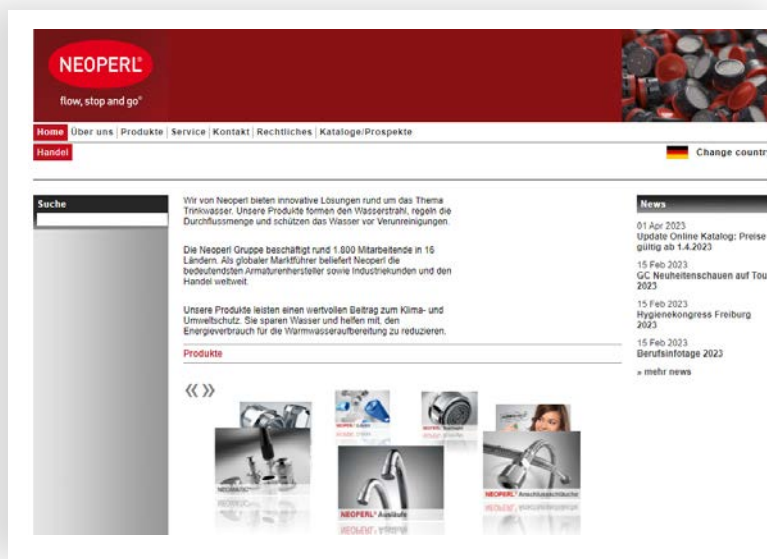 NEOPERL®
flow, stop and go®
Home | Über uns | Produkte | Service | Kontakt | Rechtliches | Kataloge/Prospekte
Handel
Change countr
Suche
Wir von Neoperl bieten innovative Lösungen rund um das Thema
Trinkwasser. Unsere Produkte formen den Wasserstrahl, regeln die
Durchflussmenge und schützen das Wasser vor Verunreinigungen.
Die Neoperl Gruppe beschäftigt rund 1.800 Mitarbeitende in 16
Ländern. Als globaler Marktführer beliefert Neoperl die
bedeutendsten Armaturenhersteller sowie Industriekunden und den
Handel weltweit.
Unsere Produkte leisten einen wertvollen Beitrag zum Klima- und
Umweltschutz. Sie sparen Wasser und helfen mit, den
Energieverbrauch für die Warmwasseraufbereitung zu reduzieren.
Produkte
NEOPERL® Ausläufe
NEOPERL® Anschlussschläuche
News
01 Apr 2023
Update Online Katalog: Preise
gültig ab 1.4.2023
15 Feb 2023
GC Neuheitenschauen auf Tou
2023
15 Feb 2023
Hygienekongress Freiburg
2023
15 Feb 2023
Berufsinfotage 2023
» mehr news